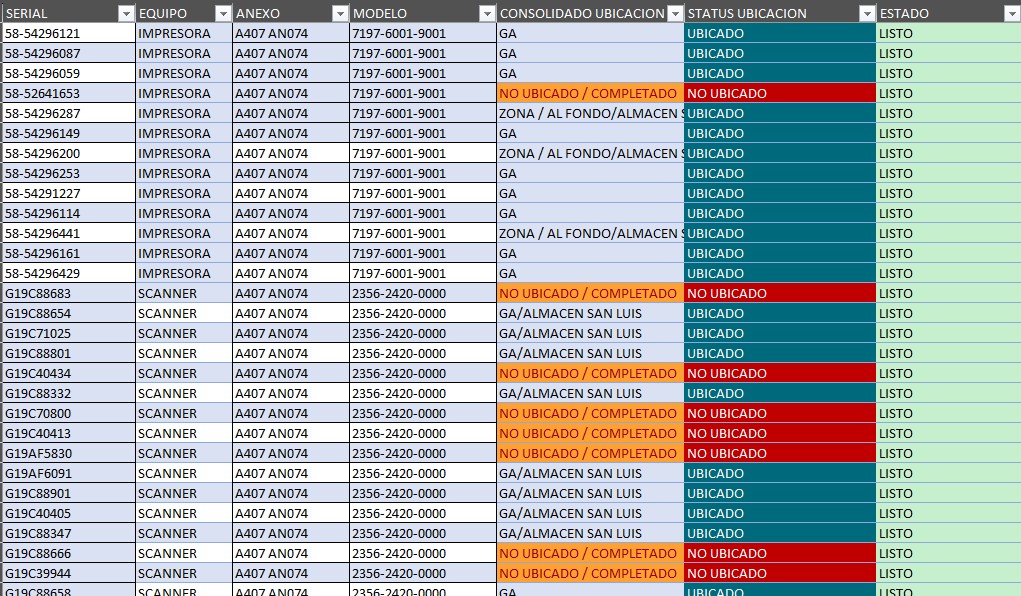 SERIAL EQUIPO ANEXO MODELO CONSOLIDADO UBICACION STATUS UBICACION ESTADO
58-54296121 IMPRESORA A407 AN074 7197-6001-9001 GA UBICADO LISTO
58-54296087 IMPRESORA A407 AN074 7197-6001-9001 GA UBICADO LISTO
58-54296059 IMPRESORA A407 AN074 7197-6001-9001 GA UBICADO LISTO
58-52641653 IMPRESORA A407 AN074 7197-6001-9001 NO UBICADO / COMPLETADO NO UBICADO LISTO
58-54296287 IMPRESORA A407 AN074 7197-6001-9001 ZONA / AL FONDO/ALMACEN S UBICADO LISTO
58-54296149 IMPRESORA A407 AN074 7197-6001-9001 GA UBICADO LISTO
58-54296200 IMPRESORA A407 AN074 7197-6001-9001 ZONA / AL FONDO/ALMACEN S UBICADO LISTO
58-54296253 IMPRESORA A407 AN074 7197-6001-9001 GA UBICADO LISTO
58-54291227 IMPRESORA A407 AN074 7197-6001-9001 GA UBICADO LISTO
58-54296114 IMPRESORA A407 AN074 7197-6001-9001 GA UBICADO LISTO
58-54296441 IMPRESORA A407 AN074 7197-6001-9001 ZONA / AL FONDO/ALMACEN S UBICADO LISTO
58-54296161 IMPRESORA A407 AN074 7197-6001-9001 GA UBICADO LISTO
58-54296429 IMPRESORA A407 AN074 7197-6001-9001 GA UBICADO LISTO
G19C88683 SCANNER A407 AN074 2356-2420-0000 NO UBICADO / COMPLETADO NO UBICADO LISTO
G19C88654 SCANNER A407 AN074 2356-2420-0000 GA/ALMACEN SAN LUIS UBICADO LISTO
G19C71025 SCANNER A407 AN074 2356-2420-0000 GA/ALMACEN SAN LUIS UBICADO LISTO
G19C88801 SCANNER A407 AN074 2356-2420-0000 GA/ALMACEN SAN LUIS UBICADO LISTO
G19C40434 SCANNER A407 AN074 2356-2420-0000 NO UBICADO / COMPLETADO NO UBICADO LISTO
G19C88332 SCANNER A407 AN074 2356-2420-0000 GA/ALMACEN SAN LUIS UBICADO LISTO
G19C70800 SCANNER A407 AN074 2356-2420-0000 NO UBICADO / COMPLETADO NO UBICADO LISTO
G19C40413 SCANNER A407 AN074 2356-2420-0000 NO UBICADO / COMPLETADO NO UBICADO LISTO
G19AF5830 SCANNER A407 AN074 2356-2420-0000 NO UBICADO / COMPLETADO NO UBICADO LISTO
G19AF6091 SCANNER A407 AN074 2356-2420-0000 GA/ALMACEN SAN LUIS UBICADO LISTO
G19C88901 SCANNER A407 AN074 2356-2420-0000 GA/ALMACEN SAN LUIS UBICADO LISTO
G19C40405 SCANNER A407 AN074 2356-2420-0000 GA/ALMACEN SAN LUIS UBICADO LISTO
G19C88347 SCANNER A407 AN074 2356-2420-0000 GA/ALMACEN SAN LUIS UBICADO LISTO
G19C88666 SCANNER A407 AN074 2356-2420-0000 NO UBICADO / COMPLETADO NO UBICADO LISTO
G19C39944 SCANNER A407 AN074 2356-2420-0000 NO UBICADO / COMPLETADO NO UBICADO LISTO
G19C88658 SCANNER A407 AN074 2356-2420-0000 GA UBICADO LISTO